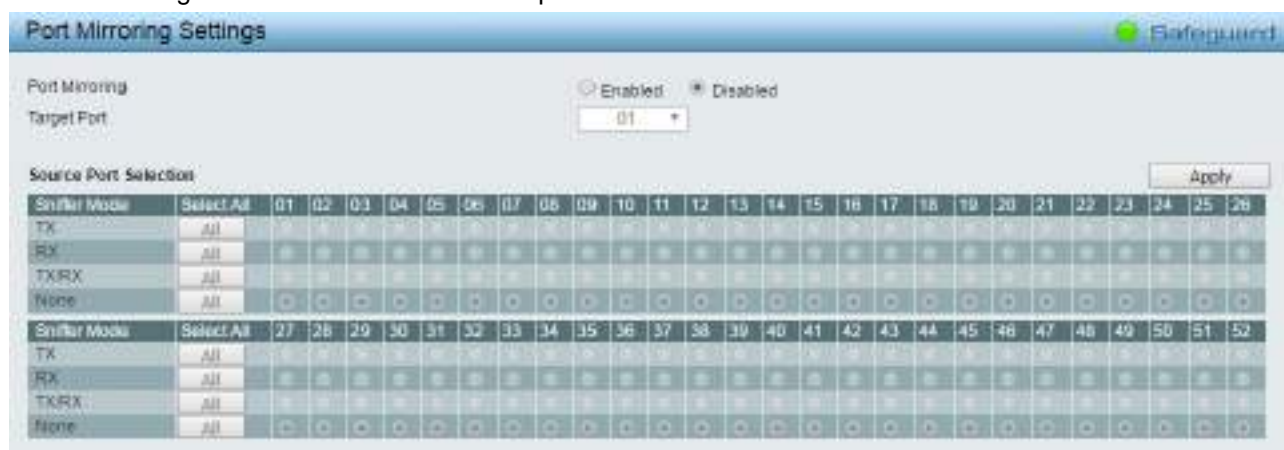 Port Mirroring Settings Safeguard
Port Mirroring Enabled Disabled
Target Port 01
Source Port Selection Apply
Sniffer Mode Select All 01 02 03 04 05 06 07 08 09 10 11 12 13 14 15 16 17 18 19 20 21 22 23 24 25 26
TX All
RX All
TX/RX All
None All
Sniffer Mode Select All 27 28 29 30 31 32 33 34 35 36 37 38 39 40 41 42 43 44 45 46 47 48 49 50 51 52
TX All
RX All
TX/RX All
None All